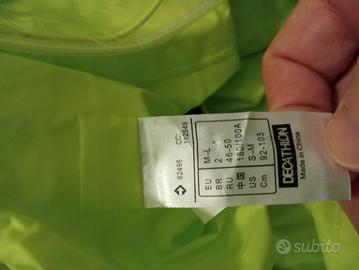 DECATHLON
Made in China
EU M-L
BR 2
RU 46-50
中国 160/100A
US S-M
Cm 92-103
62495
CC:
112549
subito